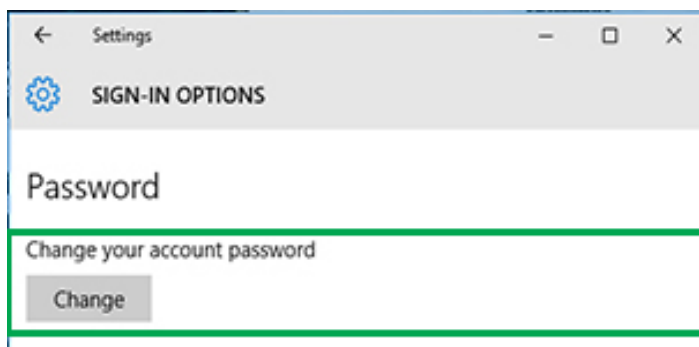 Settings
SIGN-IN OPTIONS
Password
Change your account password
Change